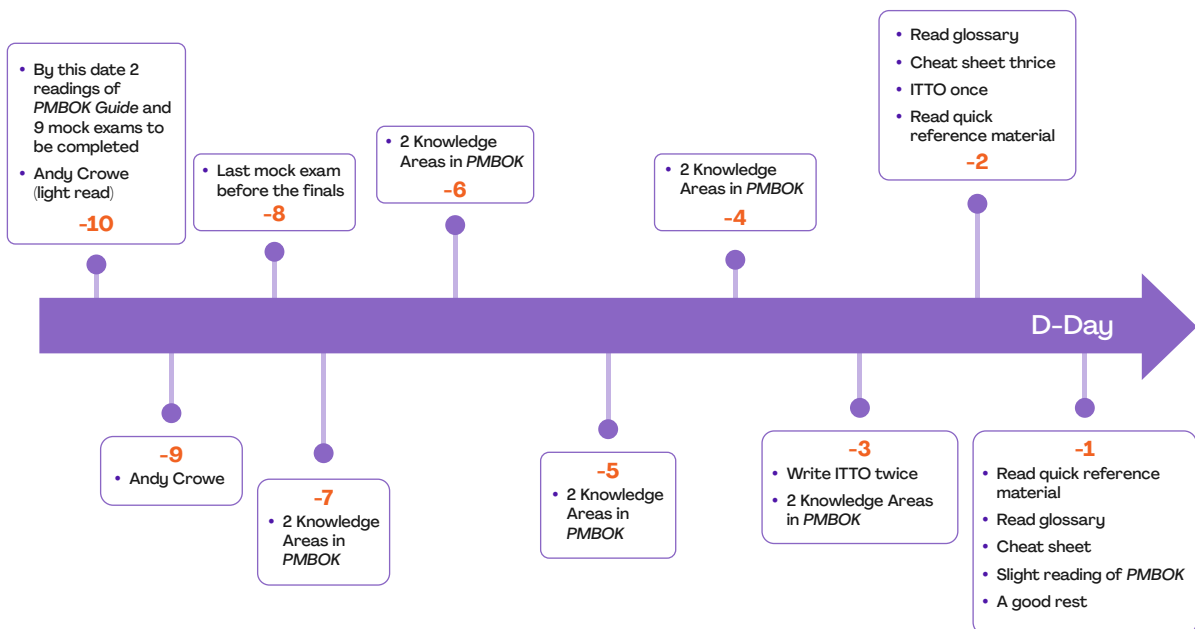 • By this date 2
readings of
PMBOK Guide and
9 mock exams to
be completed
• Andy Crowe
(light read)
-10
• Last mock exam
before the finals
-8
• 2 Knowledge
Areas in PMBOK
-6
• 2 Knowledge
Areas in PMBOK
-4
• Read glossary
• Cheat sheet thrice
• ITTO once
• Read quick
reference material
-2
D-Day
-9
• Andy Crowe
-7
• 2 Knowledge
Areas in
PMBOK
-5
• 2 Knowledge
Areas in
PMBOK
-3
• Write ITTO twice
• 2 Knowledge Areas
in PMBOK
-1
• Read quick reference
material
• Read glossary
• Cheat sheet
• Slight reading of PMBOK
• A good rest